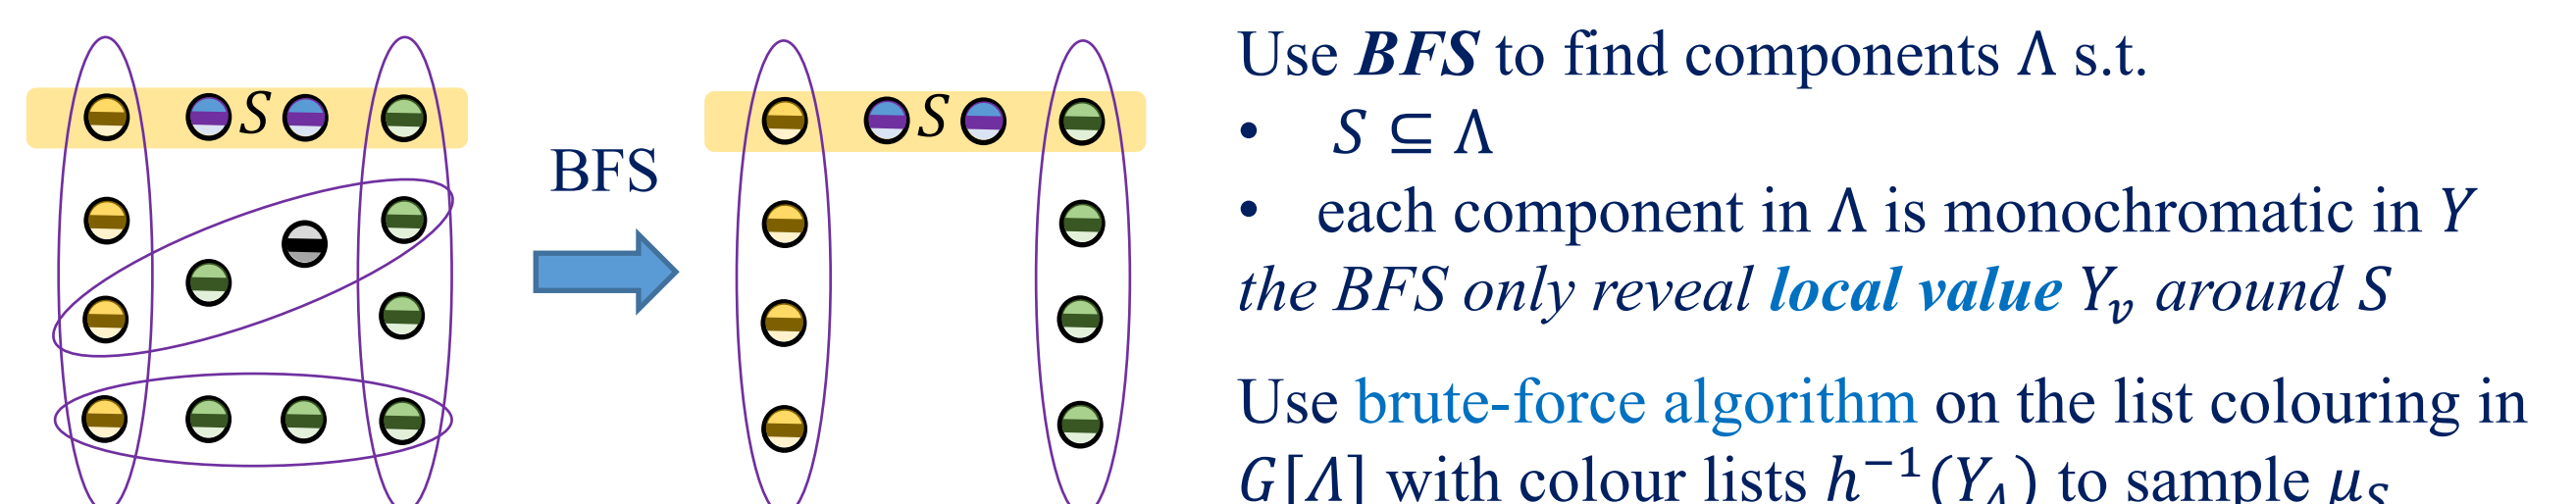 S
BFS
S
Use BFS to find components Λ s.t.
• S ⊆ Λ
• each component in Λ is monochromatic in Y
the BFS only reveal local value Yᵥ around S
Use brute-force algorithm on the list colouring in
G[Λ] with colour lists h⁻¹(Y_Λ) to sample μ_S